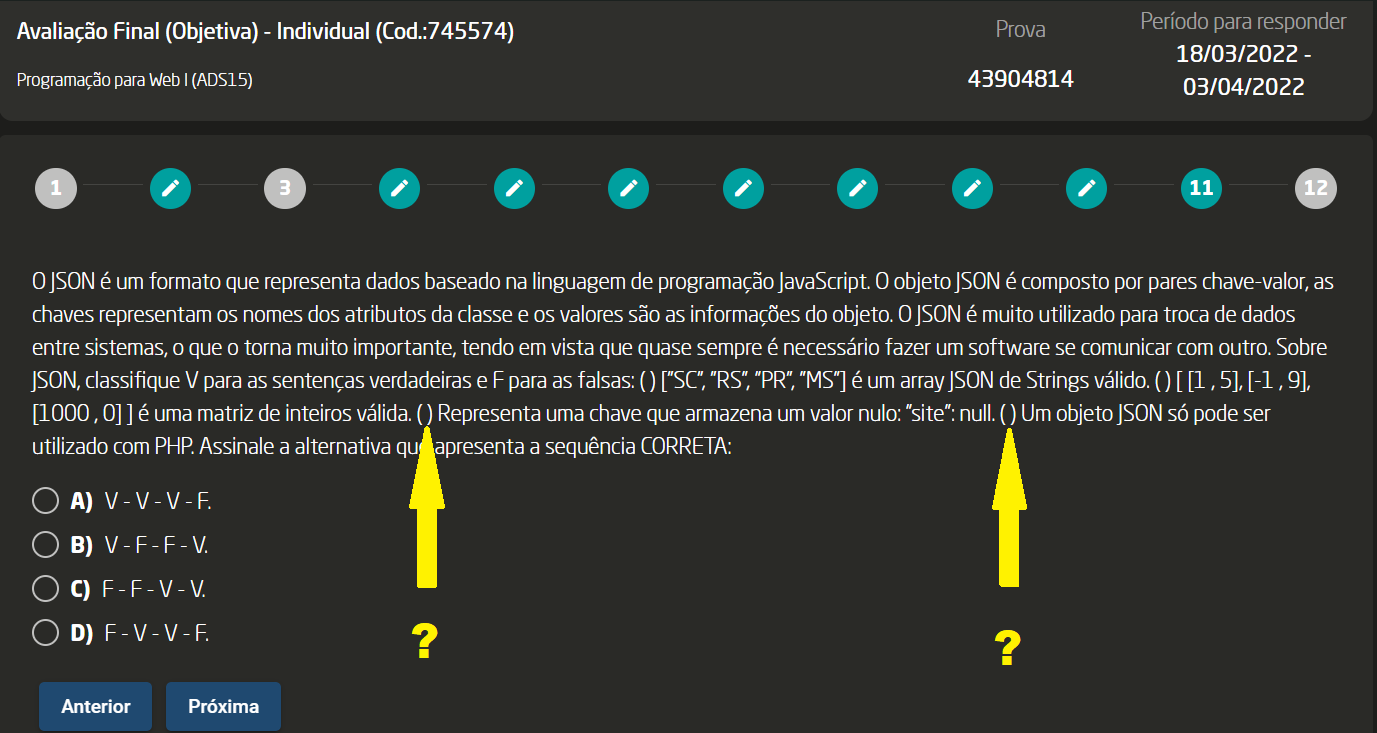 Avaliação Final (Objetiva) - Individual (Cod.:745574)
Programação para Web I (ADS15)
Prova
43904814
Período para responder
18/03/2022 -
03/04/2022
1
3
11
12
O JSON é um formato que representa dados baseado na linguagem de programação JavaScript. O objeto JSON é composto por pares chave-valor, as
chaves representam os nomes dos atributos da classe e os valores são as informações do objeto. O JSON é muito utilizado para troca de dados
entre sistemas, o que o torna muito importante, tendo em vista que quase sempre é necessário fazer um software se comunicar com outro. Sobre
JSON, classifique V para as sentenças verdadeiras e F para as falsas: ( ) ["SC", "RS", "PR", "MS"] é um array JSON de Strings válido. ( ) [ [1 , 5], [-1 , 9],
[1000 , 0] ] é uma matriz de inteiros válida. ( ) Representa uma chave que armazena um valor nulo: "site": null. ( ) Um objeto JSON só pode ser
utilizado com PHP. Assinale a alternativa que apresenta a sequência CORRETA:
A) V - V - V - F.
B) V - F - F - V.
C) F - F - V - V.
D) F - V - V - F.
? ?
Anterior Próxima